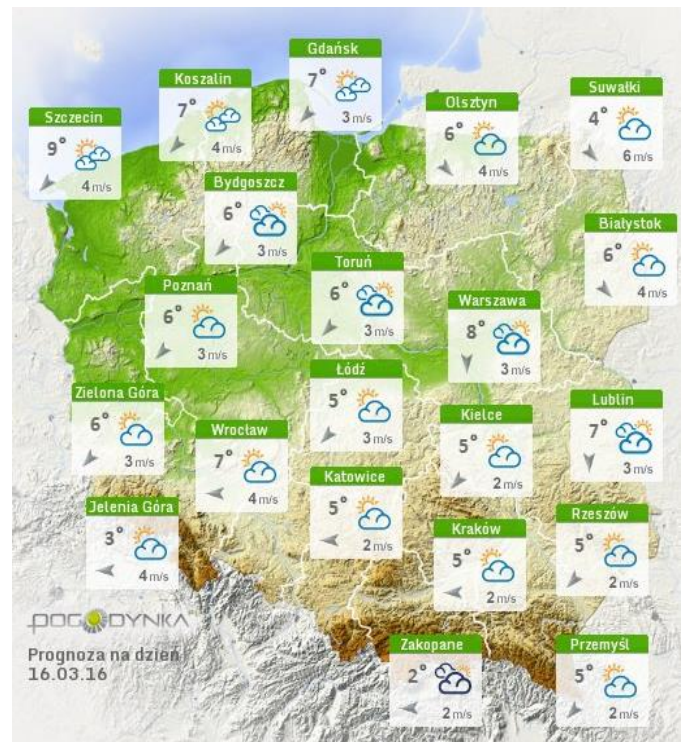 Gdańsk
7°
3 m/s
Koszalin
7°
4 m/s
Suwałki
4°
6 m/s
Olsztyn
6°
4 m/s
Szczecin
9°
4 m/s
Bydgoszcz
6°
3 m/s
Białystok
6°
4 m/s
Toruń
6°
3 m/s
Poznań
6°
3 m/s
Warszawa
8°
3 m/s
Łódź
5°
3 m/s
Zielona Góra
6°
3 m/s
Lublin
7°
3 m/s
Kielce
5°
2 m/s
Wrocław
7°
4 m/s
Katowice
5°
2 m/s
Jelenia Góra
3°
4 m/s
Rzeszów
5°
2 m/s
Kraków
5°
2 m/s
POGODYNKA
Prognoza na dzień
16.03.16
Zakopane
2°
2 m/s
Przemyśl
5°
2 m/s